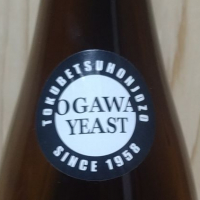 TOKUBETSUHONJOZO
OGAWA
YEAST
SINCE 1958